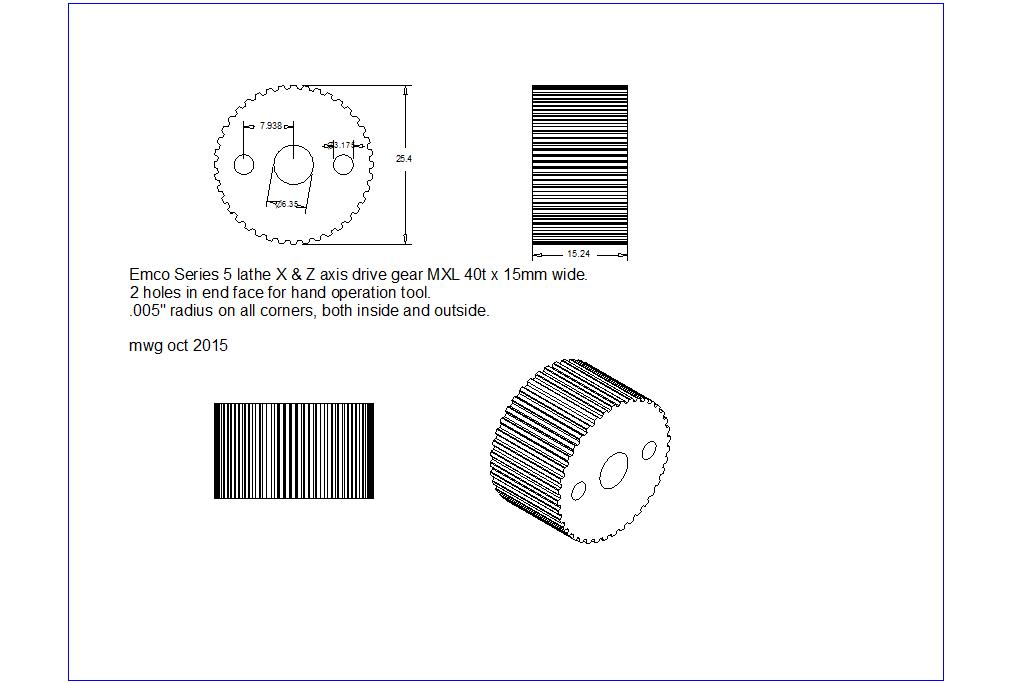 7.938
Ø3.175
25.4
Ø6.35
15.24
Emco Series 5 lathe X & Z axis drive gear MXL 40t x 15mm wide.
2 holes in end face for hand operation tool.
.005" radius on all corners, both inside and outside.
mwg oct 2015